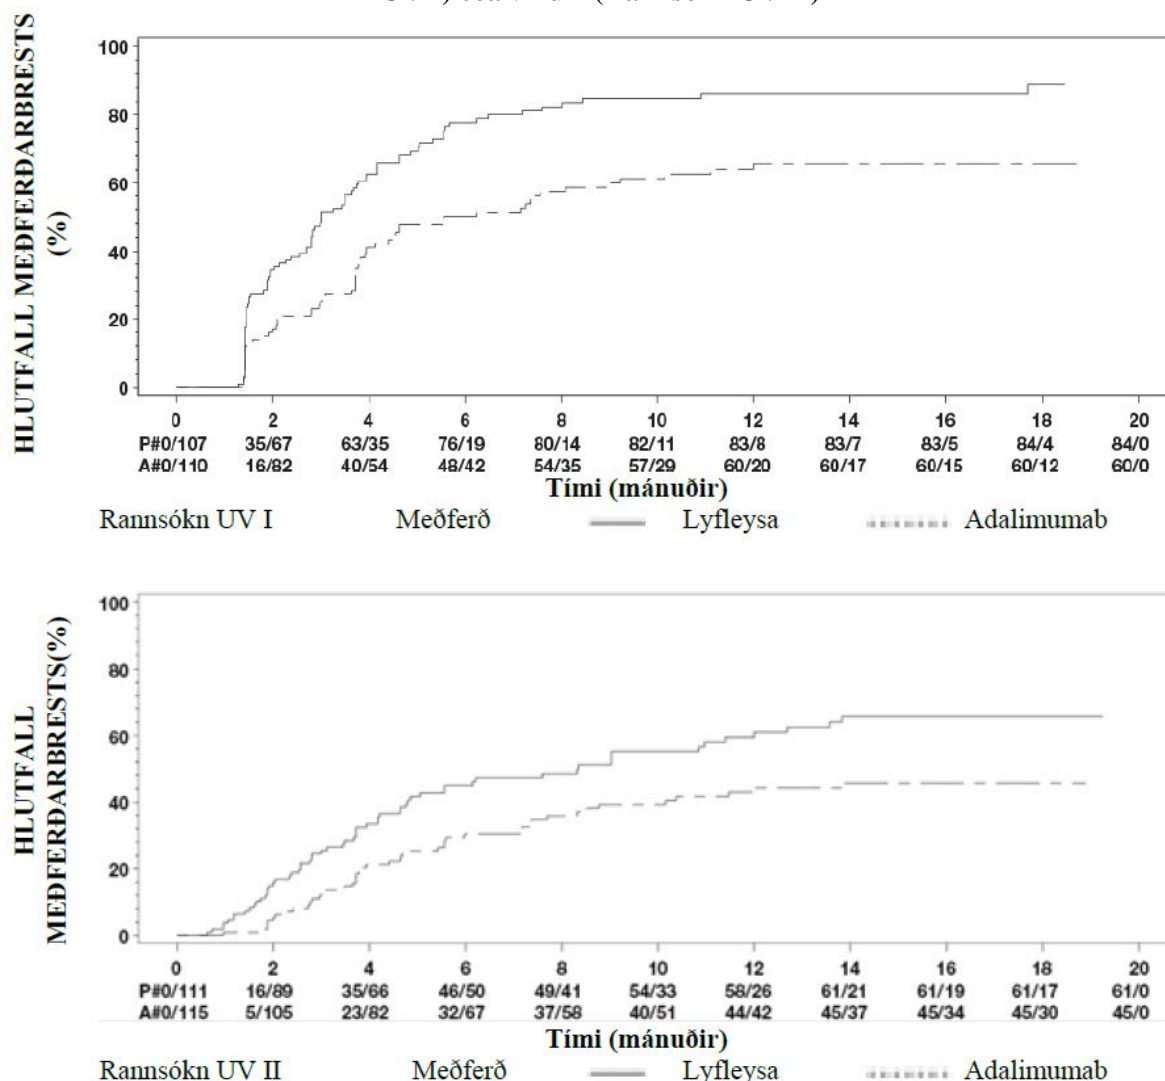 HLUTFALL MEÐFERÐARBRESTS
(%)
100
80
60
40
20
0
0 2 4 6 8 10 12 14 16 18 20
P#0/107 35/67 63/35 76/19 80/14 82/11 83/8 83/7 83/5 84/4 84/0
A#0/110 16/82 40/54 48/42 54/35 57/29 60/20 60/17 60/15 60/12 60/0
Tími (mánuðir)
Rannsókn UV I Meðferð Lyfleysa Adalimumab
HLUTFALL
MEÐFERÐARBRESTS(%)
100
80
60
40
20
0
0 2 4 6 8 10 12 14 16 18 20
P#0/111 16/89 35/66 46/50 49/41 54/33 58/26 61/21 61/19 61/17 61/0
A#0/115 5/105 23/82 32/67 37/58 40/51 44/42 45/37 45/34 45/30 45/0
Tími (mánuðir)
Rannsókn UV II Meðferð Lyfleysa Adalimumab